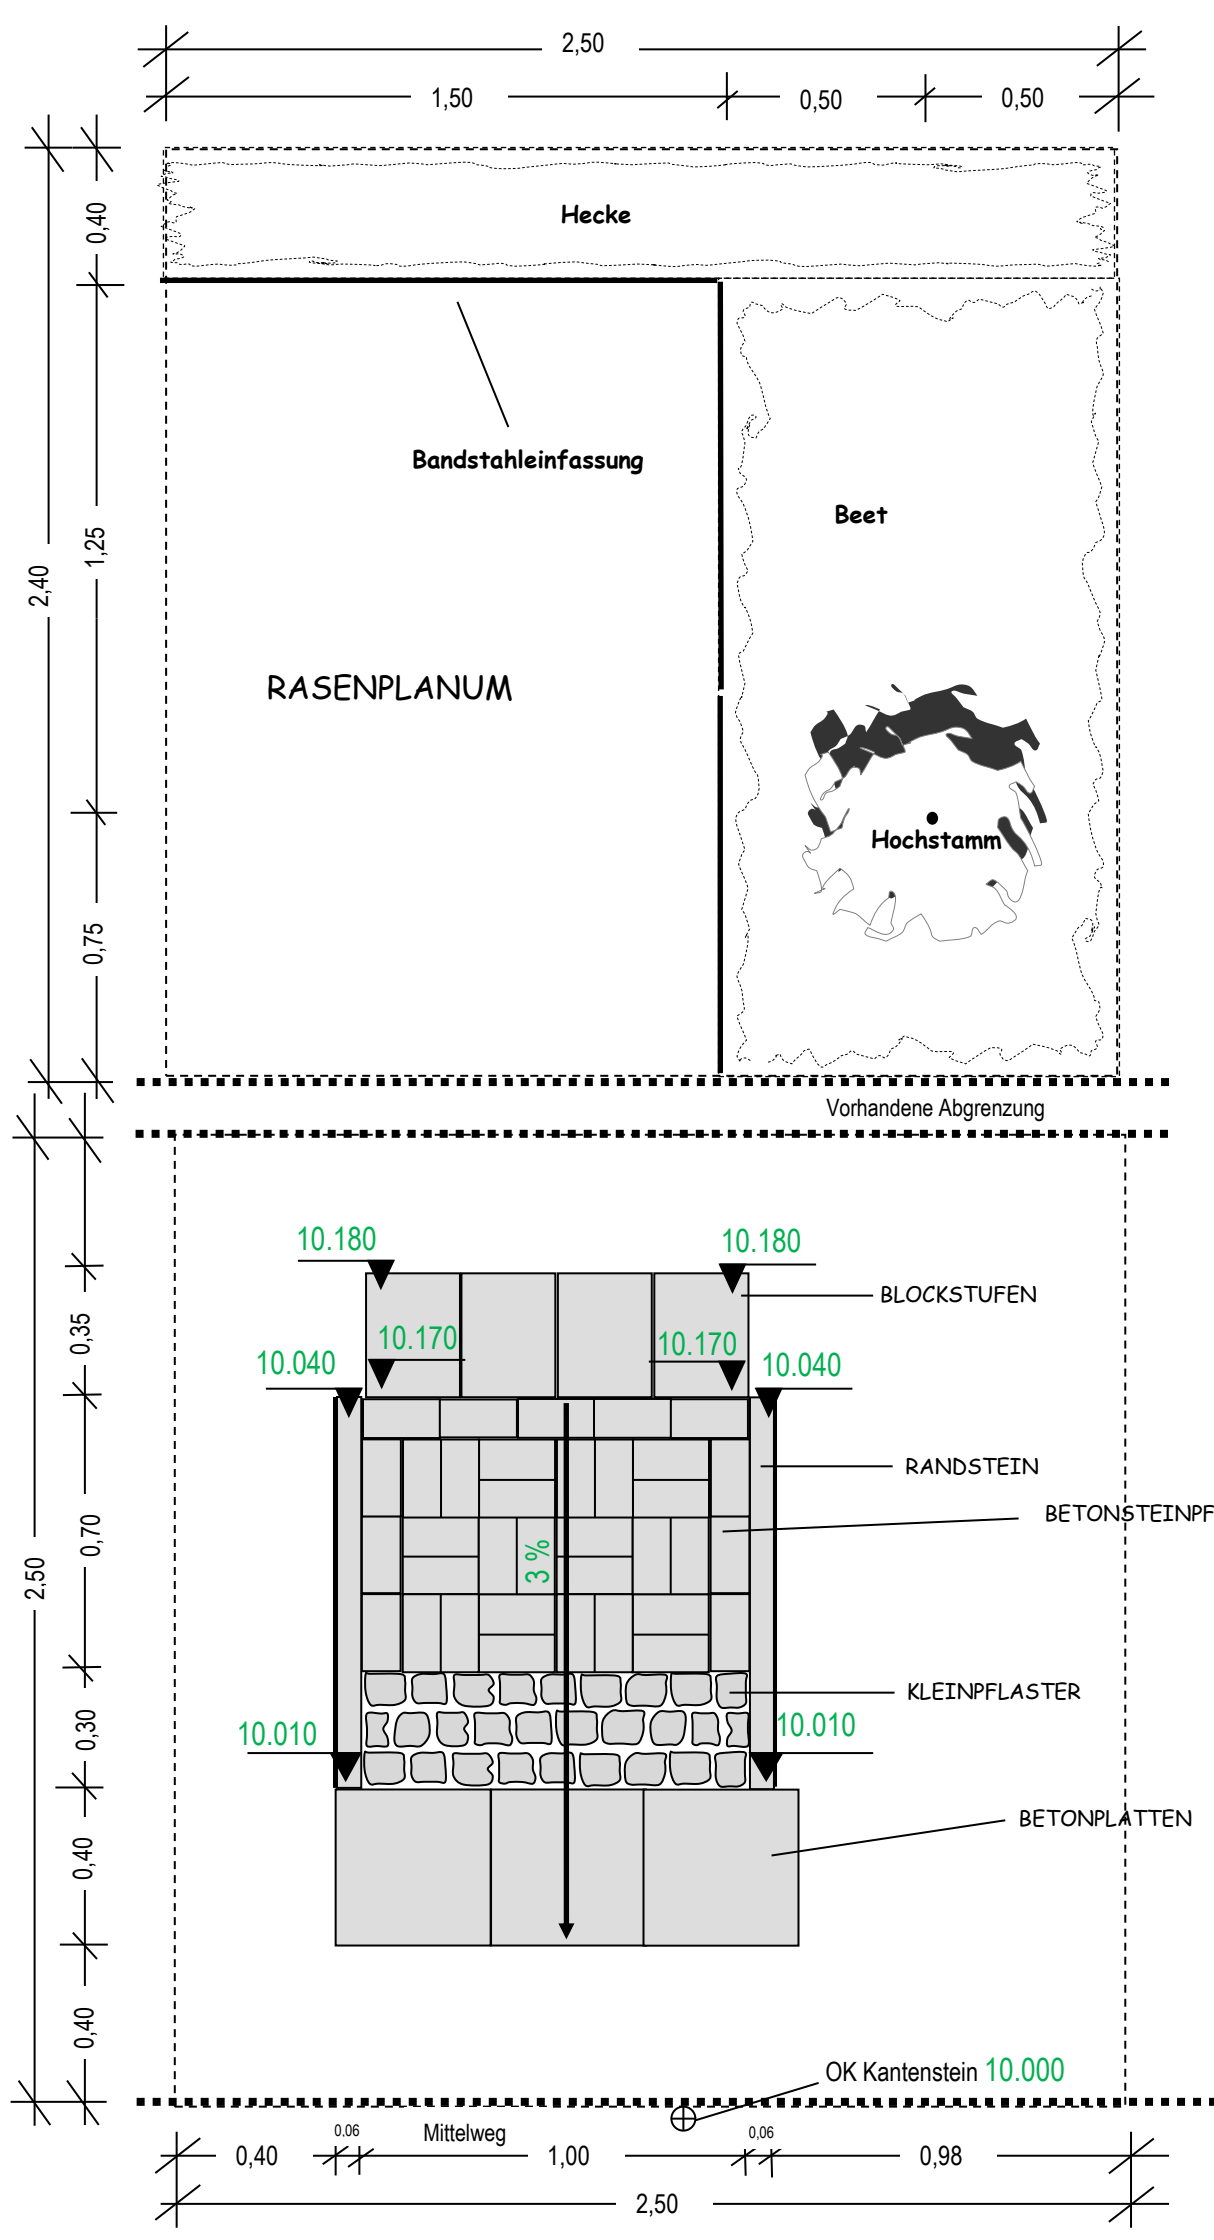 2,50
1,50
0,50
0,50
0,40
Hecke
Bandstahleinfassung
Beet
1,25
2,40
RASENPLANUM
Hochstamm
0,75
Vorhandene Abgrenzung
10.180
10.180
BLOCKSTUFEN
10.170
10.170
0,35
10.040
10.040
RANDSTEIN
BETONSTEINPF
0,70
2,50
3 %
KLEINPFLASTER
0,30
10.010
10.010
BETONPLATTEN
0,40
0,40
OK Kantenstein 10.000
Mittelweg
0,06
0,06
0,40
1,00
0,98
2,50